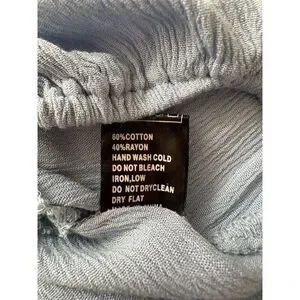 60%COTTON
40%RAYON
HAND WASH COLD
DO NOT BLEACH
IRON,LOW
DO NOT DRYCLEAN
DRY FLAT